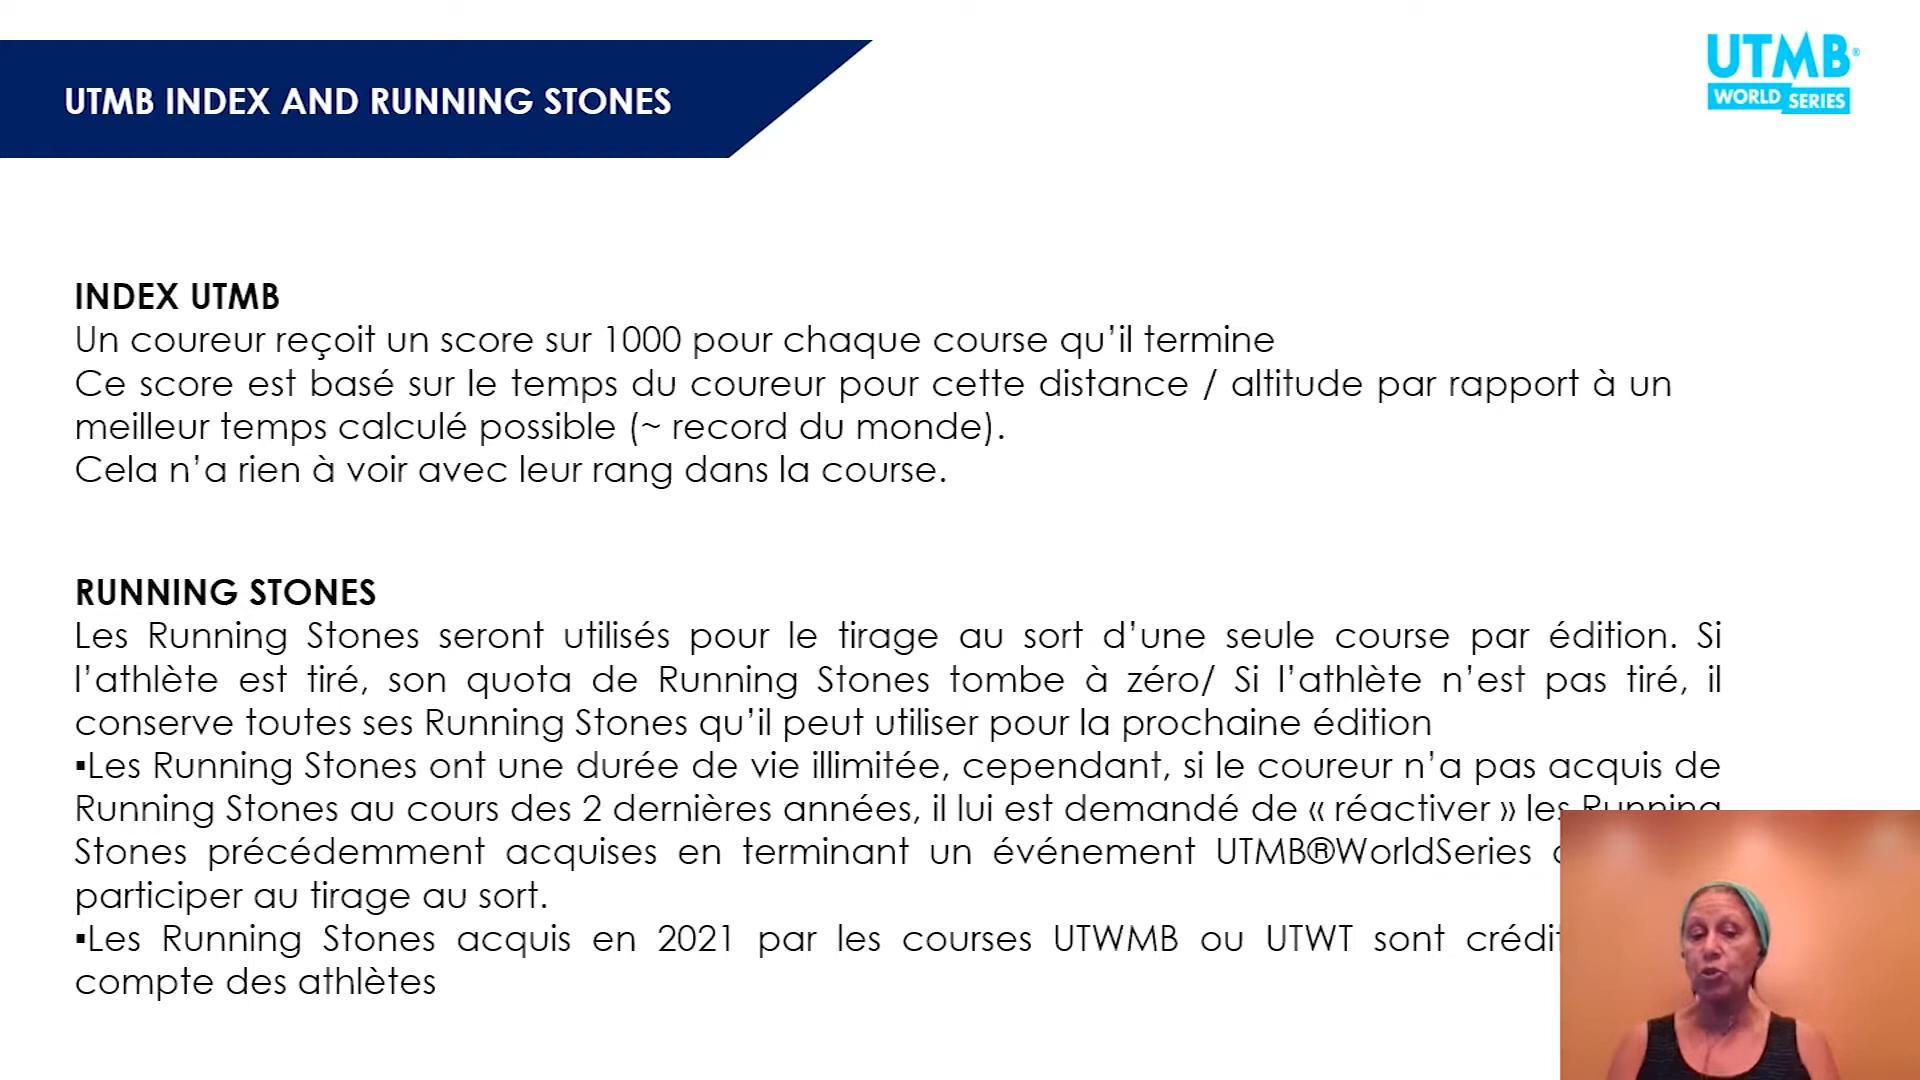 UTMB INDEX AND RUNNING STONES
UTMB®
WORLD SERIES
INDEX UTMB
Un coureur reçoit un score sur 1000 pour chaque course qu’il termine
Ce score est basé sur le temps du coureur pour cette distance / altitude par rapport à un
meilleur temps calculé possible (~ record du monde).
Cela n’a rien à voir avec leur rang dans la course.
RUNNING STONES
Les Running Stones seront utilisés pour le tirage au sort d’une seule course par édition. Si
l’athlète est tiré, son quota de Running Stones tombe à zéro/ Si l’athlète n’est pas tiré, il
conserve toutes ses Running Stones qu’il peut utiliser pour la prochaine édition
▪Les Running Stones ont une durée de vie illimitée, cependant, si le coureur n’a pas acquis de
Running Stones au cours des 2 dernières années, il lui est demandé de « réactiver » les Running
Stones précédemment acquises en terminant un événement UTMB®WorldSeries
participer au tirage au sort.
▪Les Running Stones acquis en 2021 par les courses UTWMB ou UTWT sont
compte des athlètes